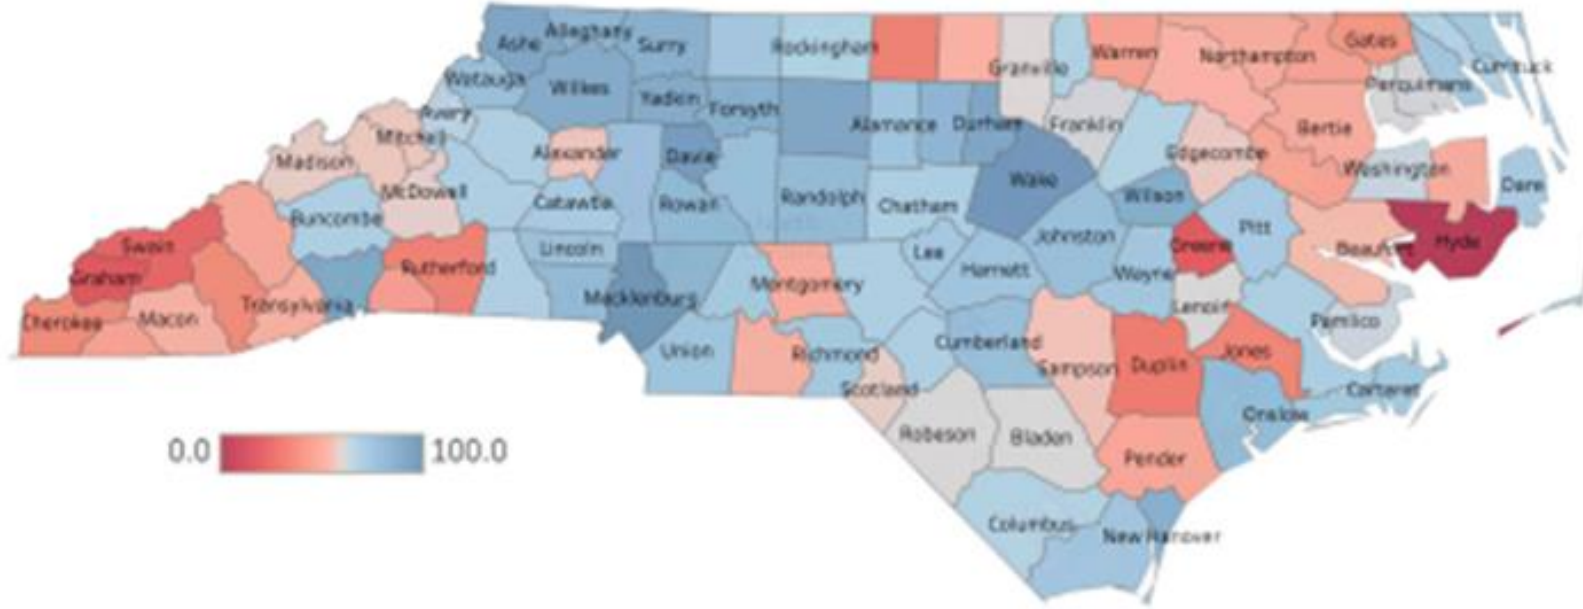 Ashe
Alleghany
Surry
Rockingham
Granville
Warren
Northampton
Gates
Perquimans
Currituck
Watauga
Wilkes
Yadkin
Forsyth
Alamance
Durham
Franklin
Bertie
Avery
Mitchell
Madison
Alexander
Davie
Edgecombe
Washington
McDowell
Wake
Dare
Buncombe
Catawba
Rowan
Randolph
Chatham
Wilson
Pitt
Swain
Lincoln
Johnston
Greene
Beaufort
Hyde
Graham
Rutherford
Lee
Harnett
Wayne
Transylvania
Mecklenburg
Montgomery
Lenoir
Pamlico
Cherokee
Macon
Union
Richmond
Cumberland
Sampson
Duplin
Jones
Scotland
Carteret
Onslow
Robeson
Bladen
Pender
0.0
100.0
Columbus
New Hanover